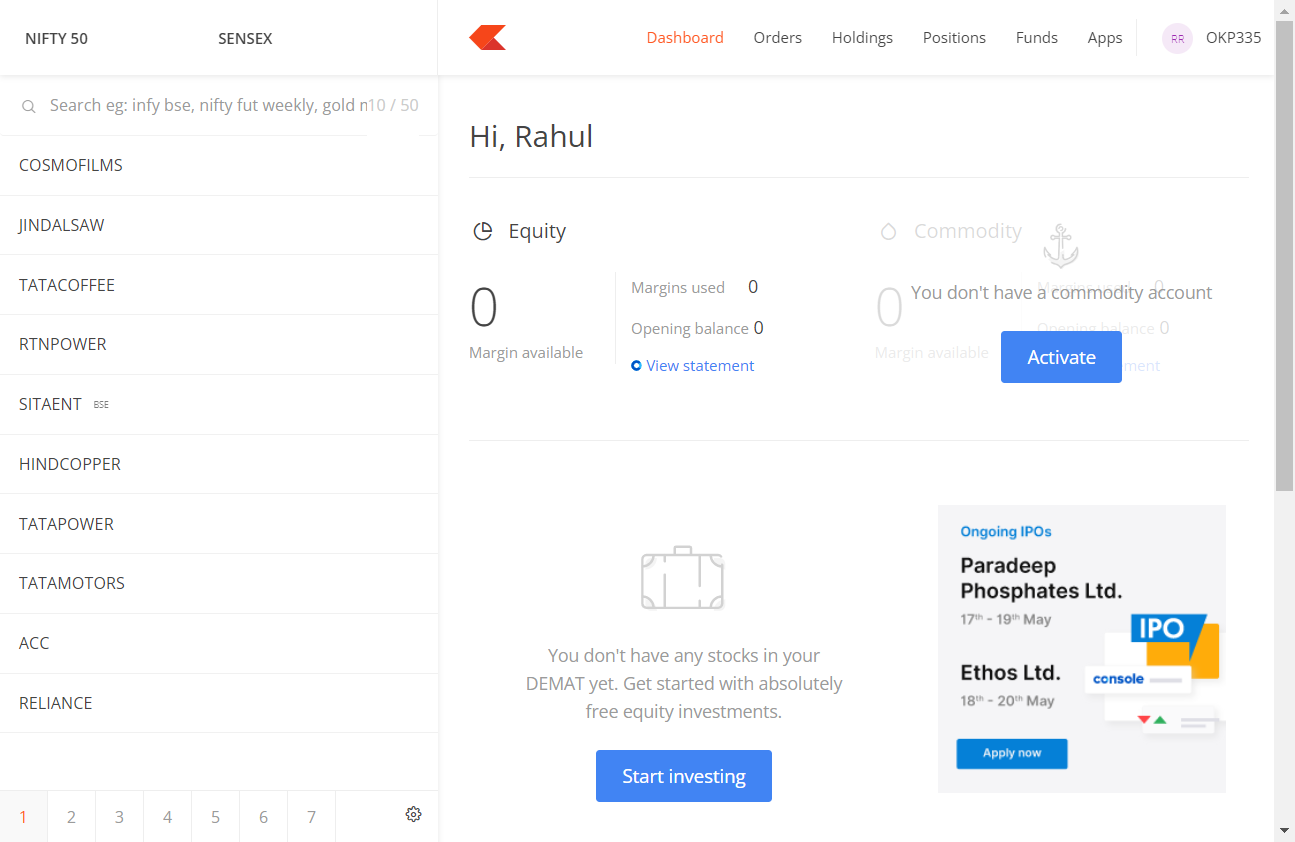 NIFTY 50
SENSEX
Dashboard
Orders
Holdings
Positions
Funds
Apps
RR
OKP335
Search eg: infy bse, nifty fut weekly, gold
10 / 50
COSMOFILMS
JINDALSAW
TATACOFFEE
RTNPOWER
SITAENT BSE
HINDCOPPER
TATAPOWER
TATAMOTORS
ACC
RELIANCE
1 2 3 4 5 6 7
Hi, Rahul
Equity
0
Margin available
Margins used 0
Opening balance 0
View statement
Commodity
0
Margin available
0
Opening balance 0
You don't have a commodity account
Activate
You don't have any stocks in your
DEMAT yet. Get started with absolutely
free equity investments.
Start investing
Ongoing IPOs
Paradeep
Phosphates Ltd.
17th - 19th May
Ethos Ltd.
18th - 20th May
Apply now
IPO
console